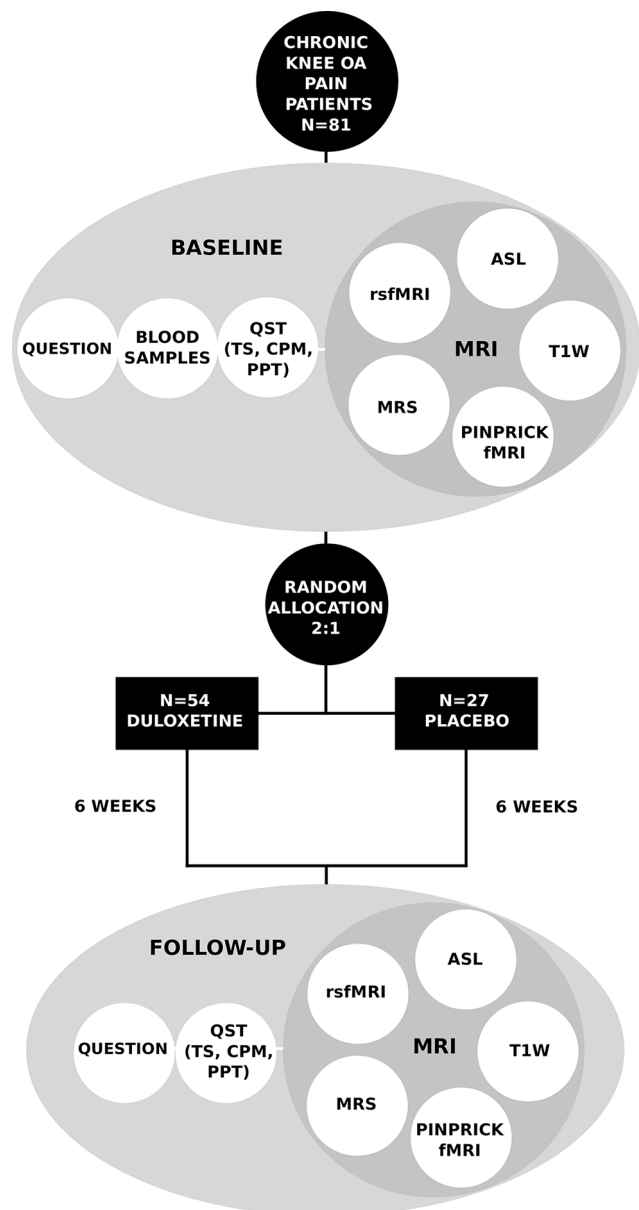 CHRONIC
KNEE OA
PAIN
PATIENTS
N=81
BASELINE
QUESTION
BLOOD
SAMPLES
QST
(TS, CPM,
PPT)
rsfMRI
ASL
MRI
T1W
MRS
PINPRICK
fMRI
RANDOM
ALLOCATION
2:1
N=54
DULOXETINE
N=27
PLACEBO
6 WEEKS
6 WEEKS
FOLLOW-UP
QUESTION
QST
(TS, CPM,
PPT)
rsfMRI
ASL
MRI
T1W
MRS
PINPRICK
fMRI